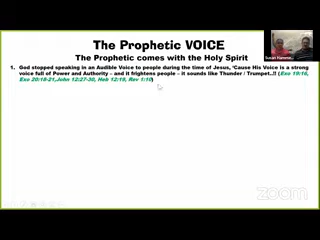 The Prophetic VOICE
The Prophetic comes with the Holy Spirit
1. God stopped speaking in an Audible Voice to people during the time of Jesus, 'Cause His Voice is a strong
voice full of Power and Authority – and it frightens people – it sounds like Thunder / Trumpet..!! (Exo 19:16,
Exo 20:18-21,John 12:27-30, Heb 12:19, Rev 1:10)
zoom